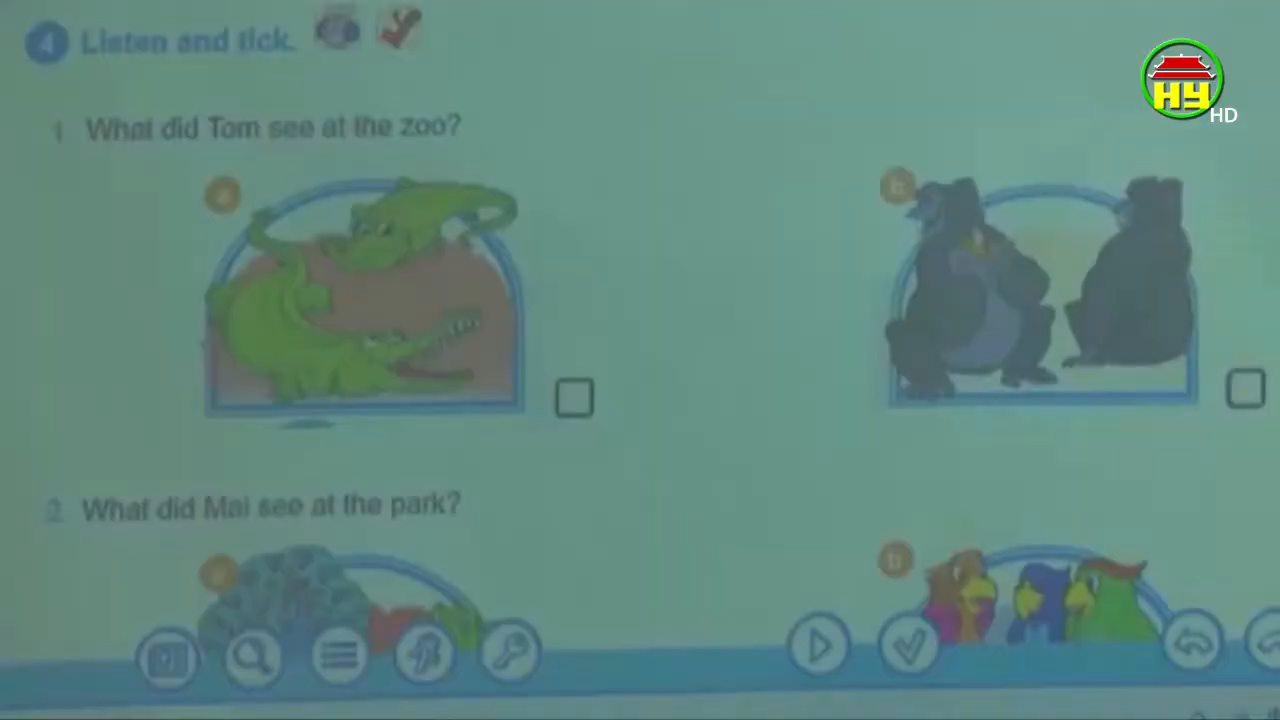 4 Listen and tick.
HY
HD
1 What did Tom see at the zoo?
a
b
2 What did Mai see at the park?
a
b